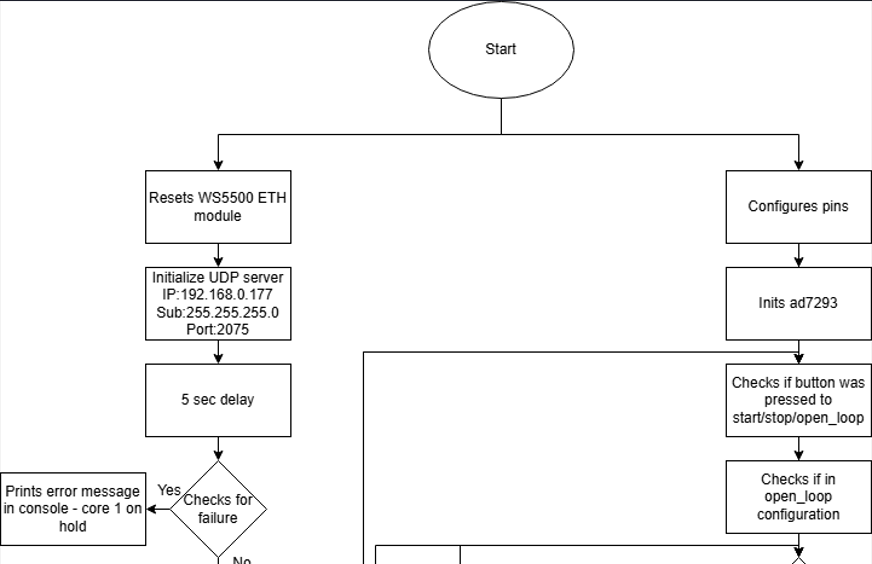 Start
Resets WS5500 ETH
module
Configures pins
Initialize UDP server
IP:192.168.0.177
Sub:255.255.255.0
Port:2075
Inits ad7293
5 sec delay
Checks if button was
pressed to
start/stop/open_loop
Prints error message
in console - core 1 on
hold
Yes
Checks for
failure
No
Checks if in
open_loop
configuration